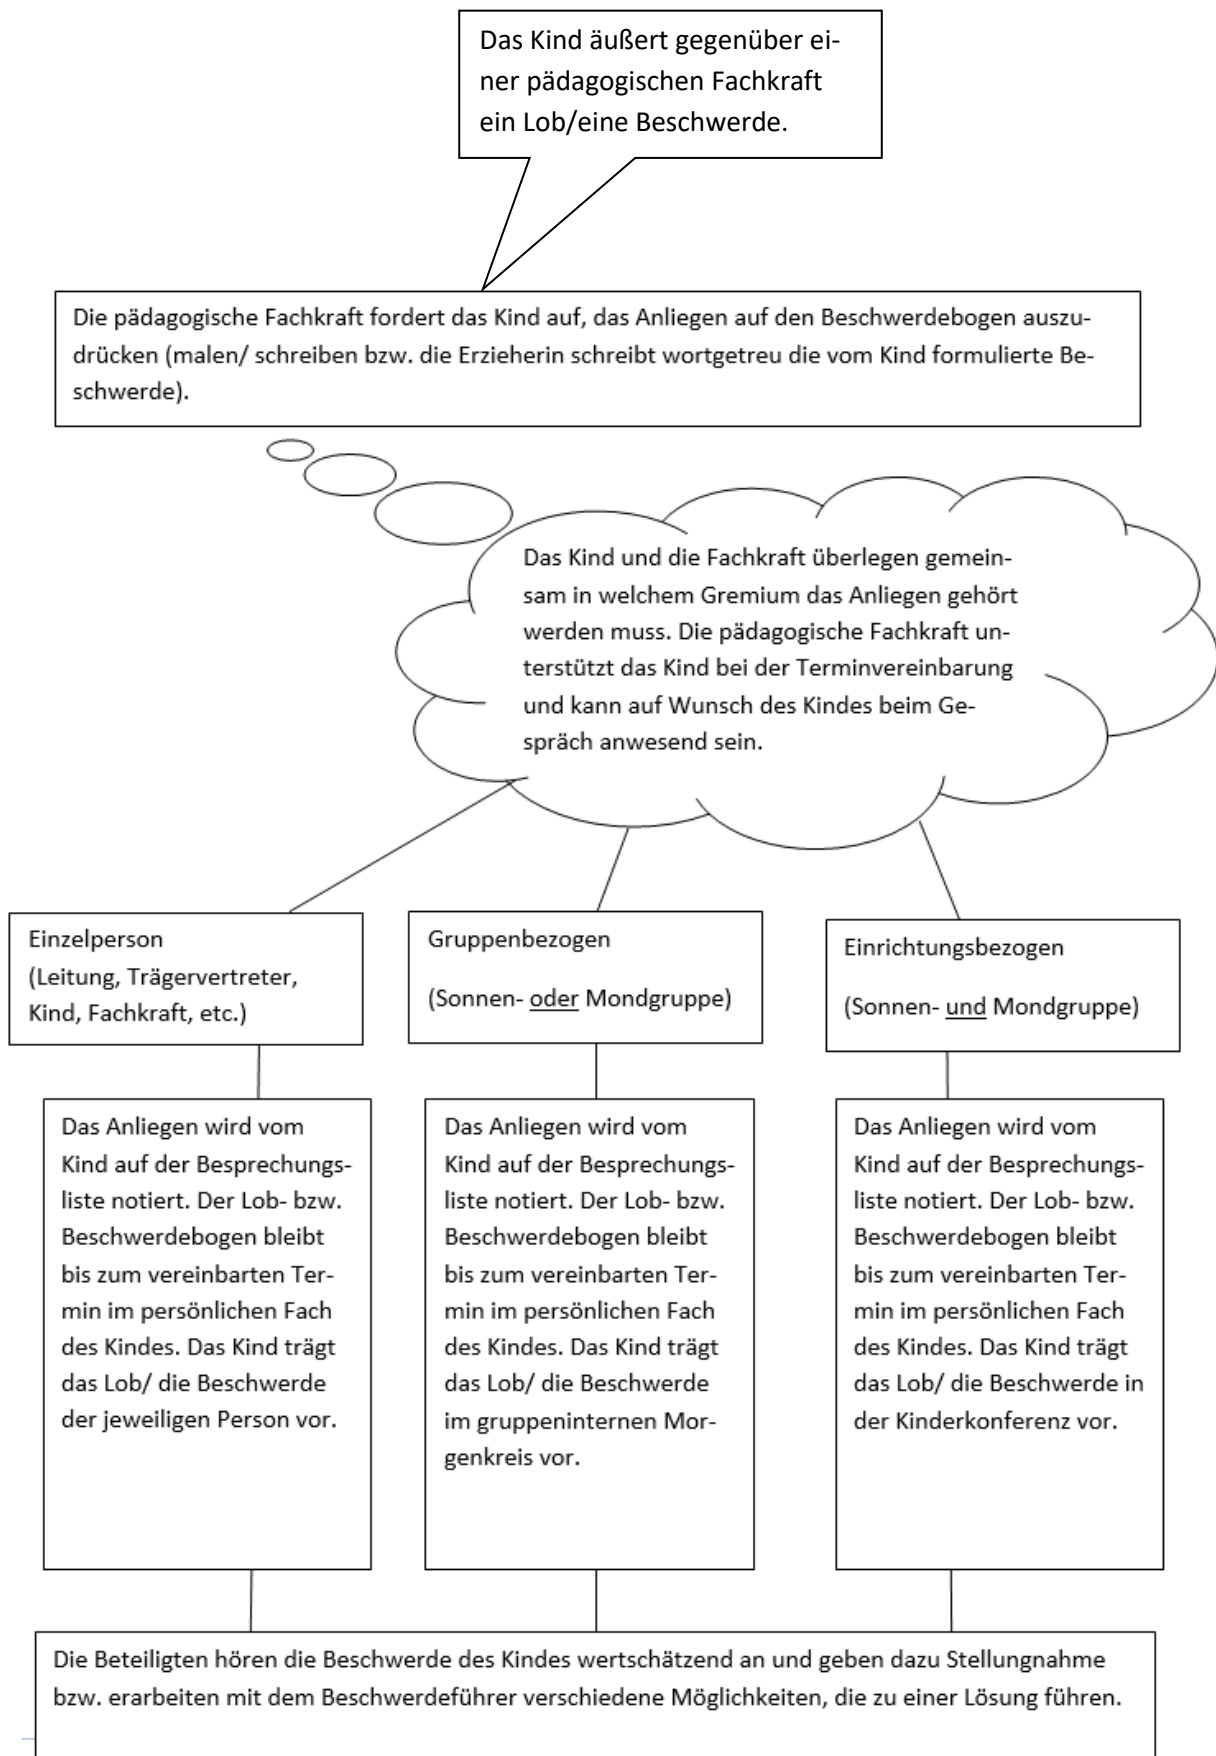 Das Kind äußert gegenüber ei-
ner pädagogischen Fachkraft
ein Lob/eine Beschwerde.
Die pädagogische Fachkraft fordert das Kind auf, das Anliegen auf den Beschwerdebogen auszu-
drücken (malen/ schreiben bzw. die Erzieherin schreibt wortgetreu die vom Kind formulierte Be-
schwerde).
Das Kind und die Fachkraft überlegen gemein-
sam in welchem Gremium das Anliegen gehört
werden muss. Die pädagogische Fachkraft un-
terstützt das Kind bei der Terminvereinbarung
und kann auf Wunsch des Kindes beim Ge-
spräch anwesend sein.
Einzelperson
(Leitung, Trägervertreter,
Kind, Fachkraft, etc.)
Gruppenbezogen
(Sonnen- oder Mondgruppe)
Einrichtungsbezogen
(Sonnen- und Mondgruppe)
Das Anliegen wird vom
Kind auf der Besprechungs-
liste notiert. Der Lob- bzw.
Beschwerdebogen bleibt
bis zum vereinbarten Ter-
min im persönlichen Fach
des Kindes. Das Kind trägt
das Lob/ die Beschwerde
der jeweiligen Person vor.
Das Anliegen wird vom
Kind auf der Besprechungs-
liste notiert. Der Lob- bzw.
Beschwerdebogen bleibt
bis zum vereinbarten Ter-
min im persönlichen Fach
des Kindes. Das Kind trägt
das Lob/ die Beschwerde
im gruppeninternen Mor-
genkreis vor.
Das Anliegen wird vom
Kind auf der Besprechungs-
liste notiert. Der Lob- bzw.
Beschwerdebogen bleibt
bis zum vereinbarten Ter-
min im persönlichen Fach
des Kindes. Das Kind trägt
das Lob/ die Beschwerde in
der Kinderkonferenz vor.
Die Beteiligten hören die Beschwerde des Kindes wertschätzend an und geben dazu Stellungnahme
bzw. erarbeiten mit dem Beschwerdeführer verschiedene Möglichkeiten, die zu einer Lösung führen.